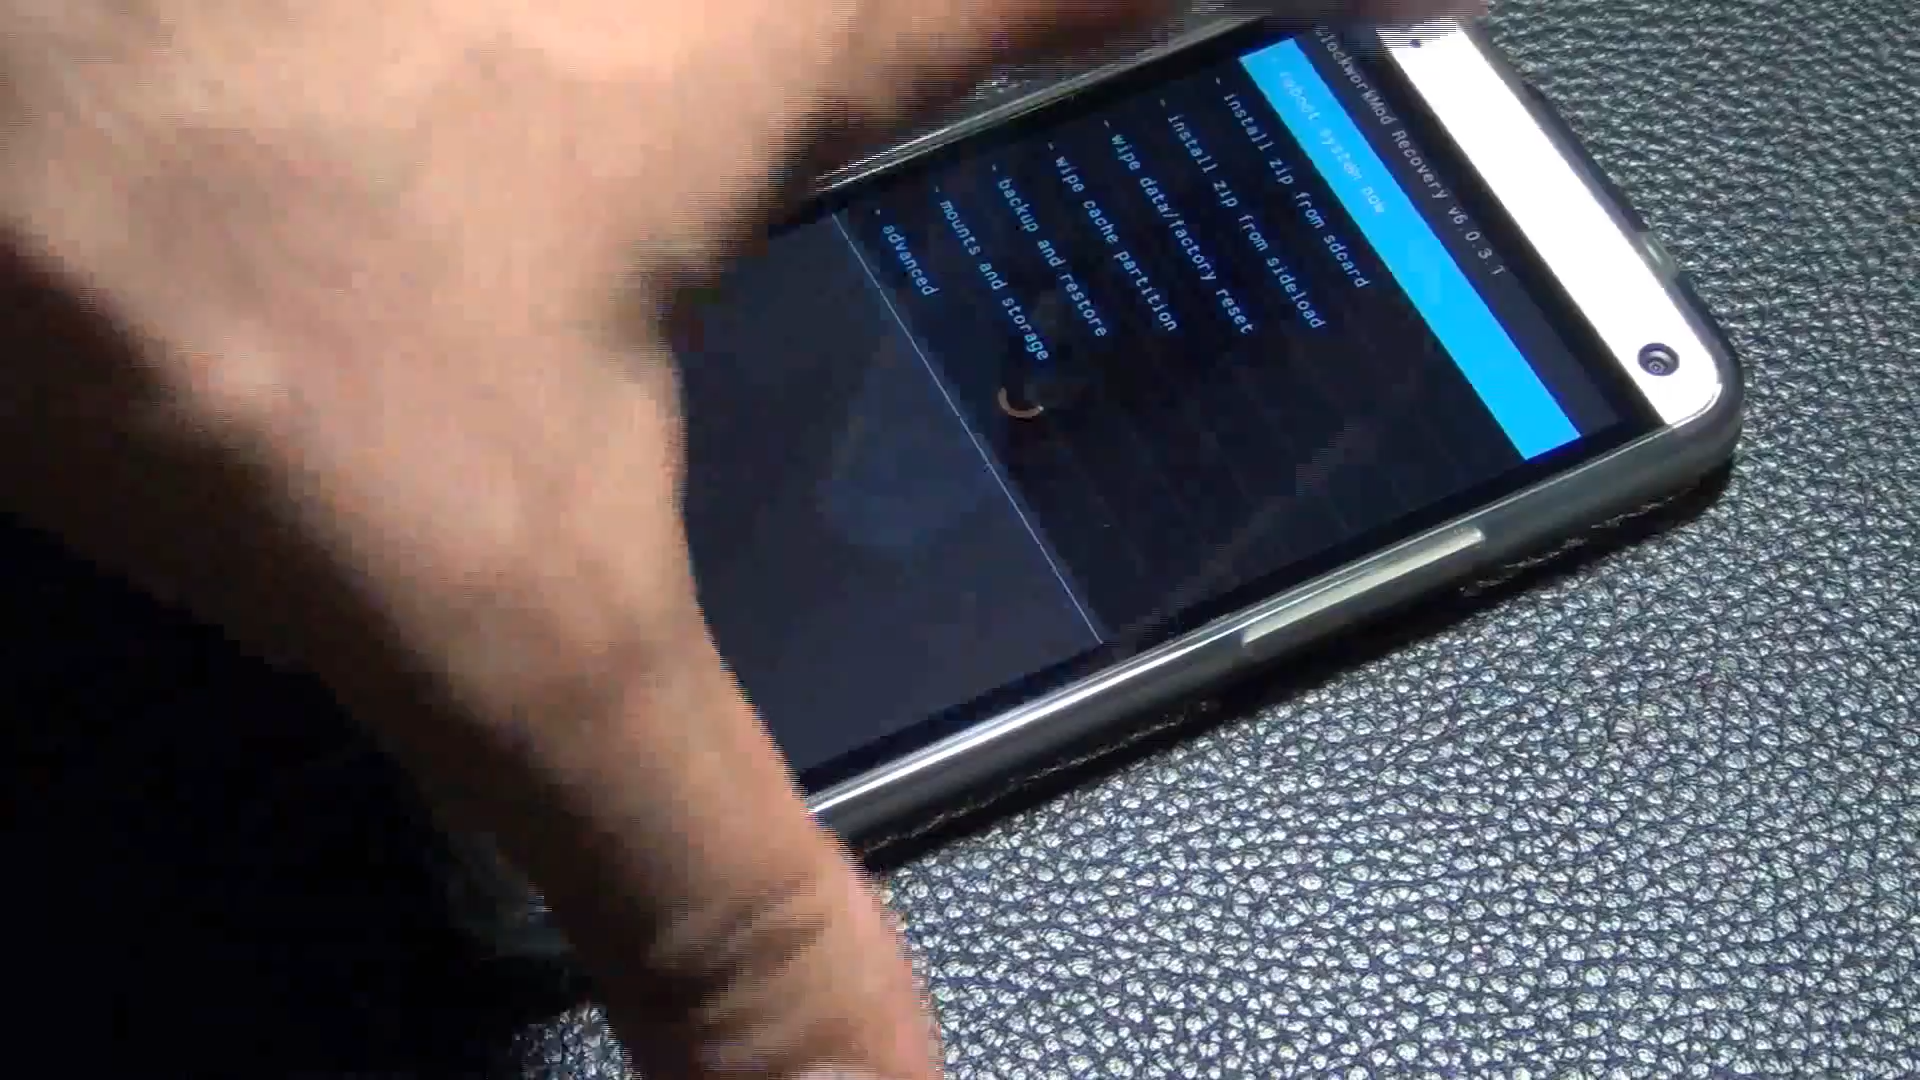 ClockworkMod Recovery v6.0.3.1
- reboot system now
- install zip from sdcard
- install zip from sideload
- wipe data/factory reset
- wipe cache partition
- backup and restore
- mounts and storage
- advanced